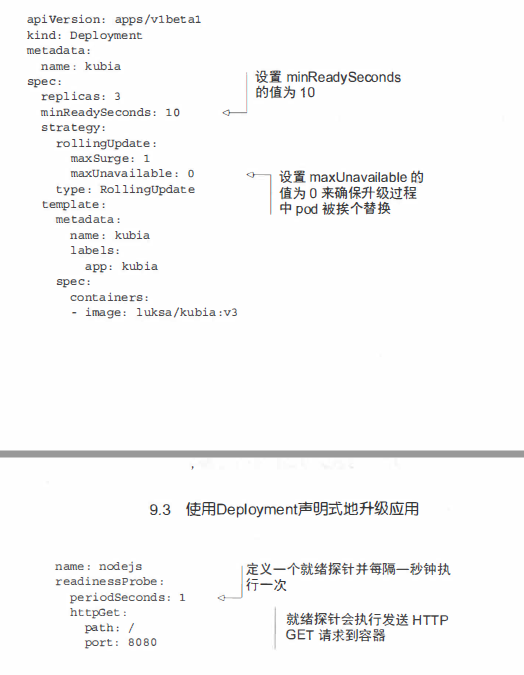 apiVersion: apps/v1beta1
kind: Deployment
metadata:
  name: kubia
spec:
  replicas: 3
  minReadySeconds: 10
  strategy:
    rollingUpdate:
      maxSurge: 1
      maxUnavailable: 0
    type: RollingUpdate
  template:
    metadata:
      name: kubia
      labels:
        app: kubia
    spec:
      containers:
      - image: luksa/kubia:v3
设置 minReadySeconds
的值为 10
设置 maxUnavailable 的
值为 0 来确保升级过程
中 pod 被挨个替换
9.3 使用Deployment声明式地升级应用
name: nodejs
readinessProbe:
  periodSeconds: 1
  httpGet:
    path: /
    port: 8080
定义一个就绪探针并每隔一秒钟执
行一次
就绪探针会执行发送 HTTP
GET 请求到容器